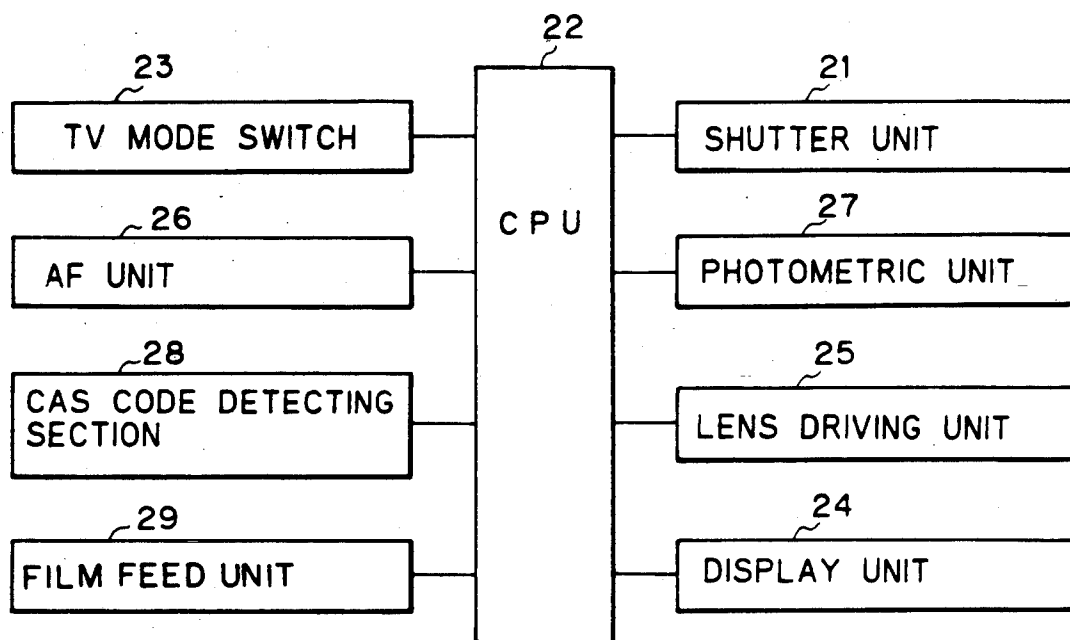 22
23
TV MODE SWITCH
21
SHUTTER UNIT
CPU
26
AF UNIT
27
PHOTOMETRIC UNIT
28
CAS CODE DETECTING
SECTION
25
LENS DRIVING UNIT
29
FILM FEED UNIT
24
DISPLAY UNIT